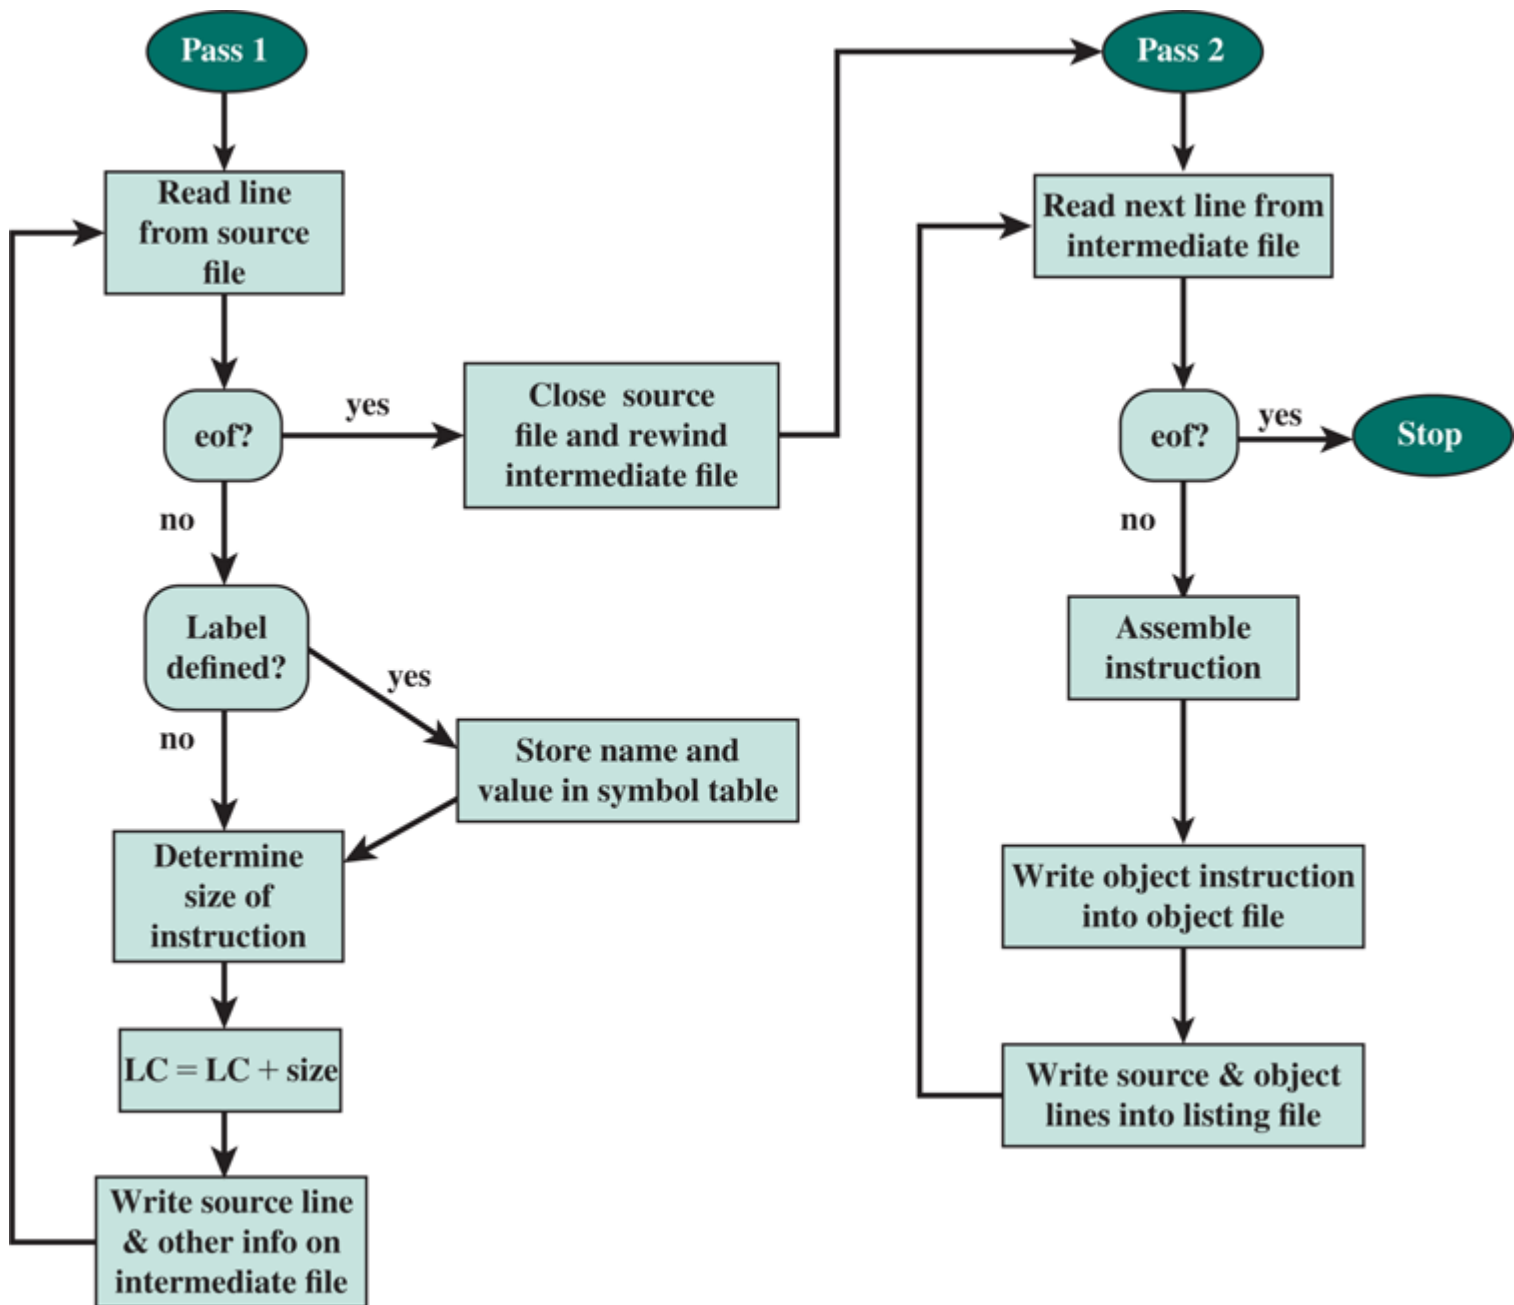 Pass 1
Read line
from source
file
eof?
yes
Close source
file and rewind
intermediate file
no
Label
defined?
yes
Store name and
value in symbol table
no
Determine
size of
instruction
LC = LC + size
Write source line
& other info on
intermediate file
Pass 2
Read next line from
intermediate file
eof?
yes
Stop
no
Assemble
instruction
Write object instruction
into object file
Write source & object
lines into listing file